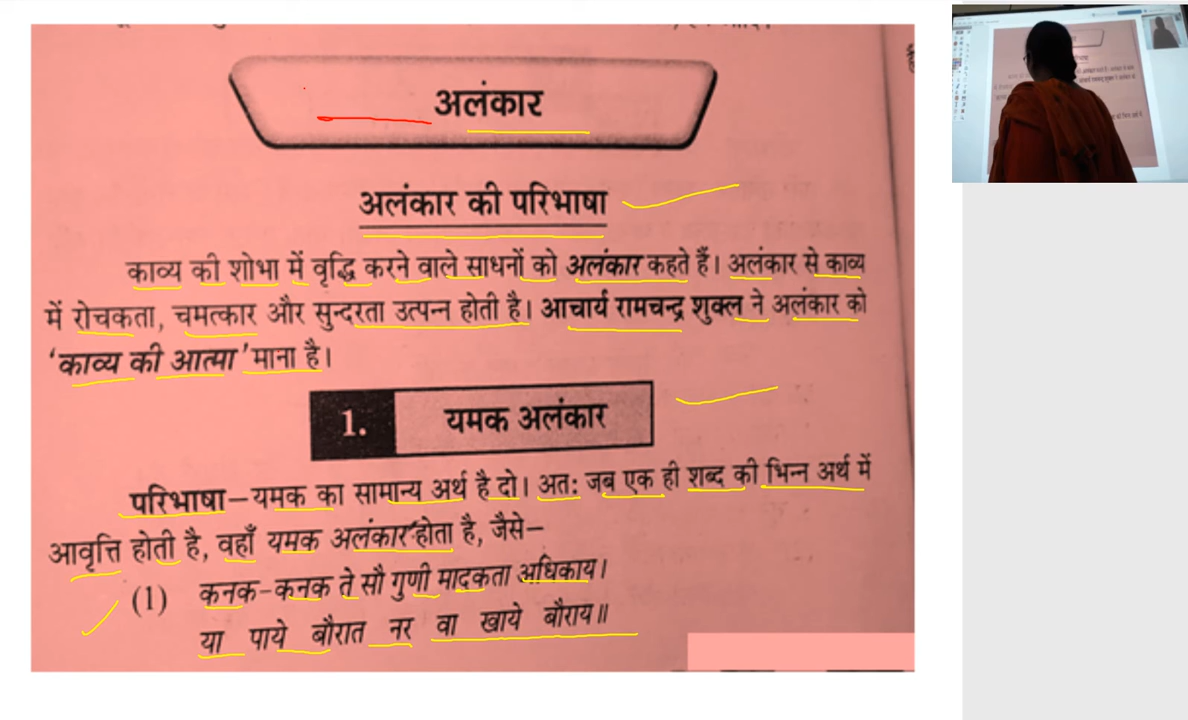 अलंकार
अलंकार की परिभाषा
काव्य की शोभा में वृद्धि करने वाले साधनों को अलंकार कहते हैं। अलंकार से काव्य
में रोचकता, चमत्कार और सुन्दरता उत्पन्न होती है। आचार्य रामचन्द्र शुक्ल ने अलंकार को
‘काव्य की आत्मा’ माना है।
1. यमक अलंकार
परिभाषा–यमक का सामान्य अर्थ है दो। अतः जब एक ही शब्द की भिन्न अर्थ में
आवृत्ति होती है, वहाँ यमक अलंकार होता है, जैसे–
(1) कनक-कनक ते सौ गुणी मादकता अधिकाय।
या पाये बौरात नर वा खाये बौराय॥